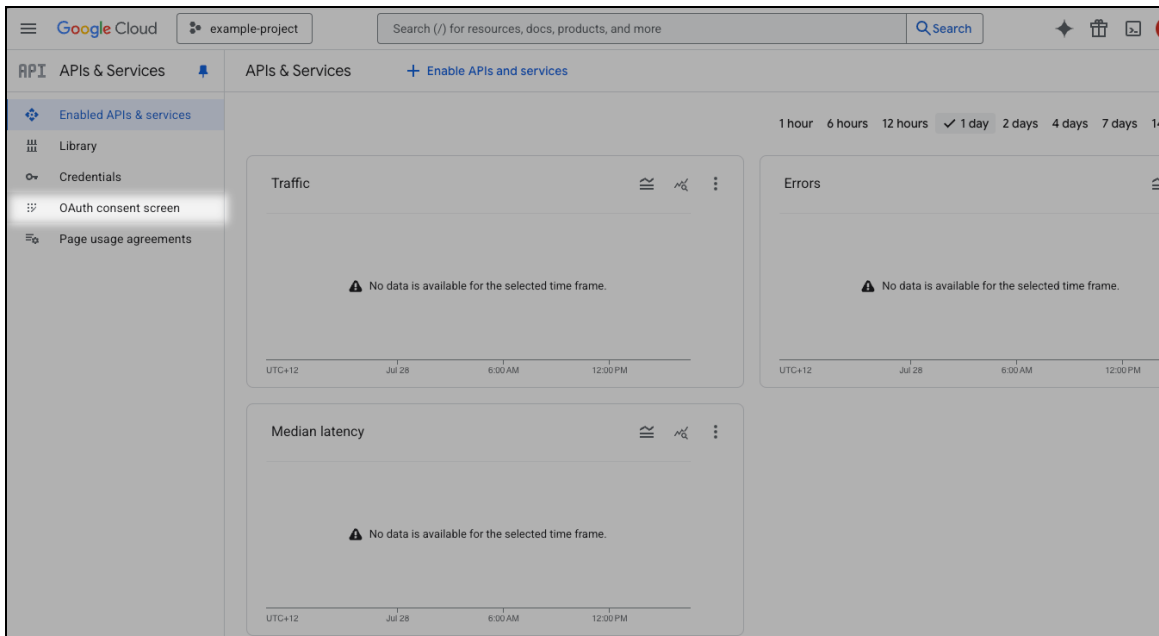 Google Cloud example-project Search (/) for resources, docs, products, and more Search
API APIs & Services APIs & Services + Enable APIs and services
Enabled APIs & services
Library
Credentials
OAuth consent screen
Page usage agreements
1 hour 6 hours 12 hours 1 day 2 days 4 days 7 days 14
Traffic
No data is available for the selected time frame.
UTC+12 Jul 28 6:00 AM 12:00 PM
Errors
No data is available for the selected time frame.
UTC+12 Jul 28 6:00 AM 12:00 PM
Median latency
No data is available for the selected time frame.
UTC+12 Jul 28 6:00 AM 12:00 PM